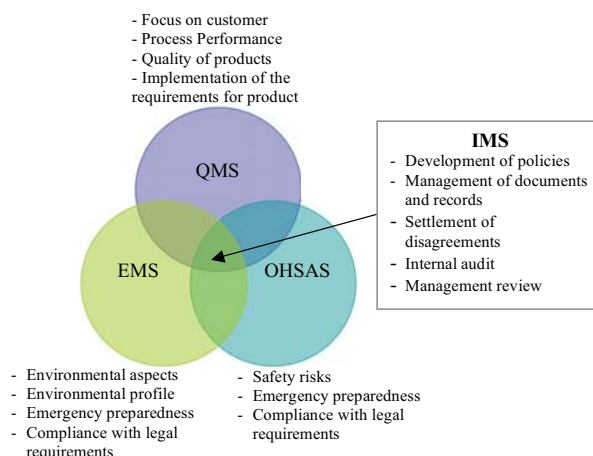 - Focus on customer
- Process Performance
- Quality of products
- Implementation of the
requirements for product
QMS
EMS
OHSAS
IMS
- Development of policies
- Management of documents
and records
- Settlement of
disagreements
- Internal audit
- Management review
- Environmental aspects
- Environmental profile
- Emergency preparedness
- Compliance with legal
requirements
- Safety risks
- Emergency preparedness
- Compliance with legal
requirements